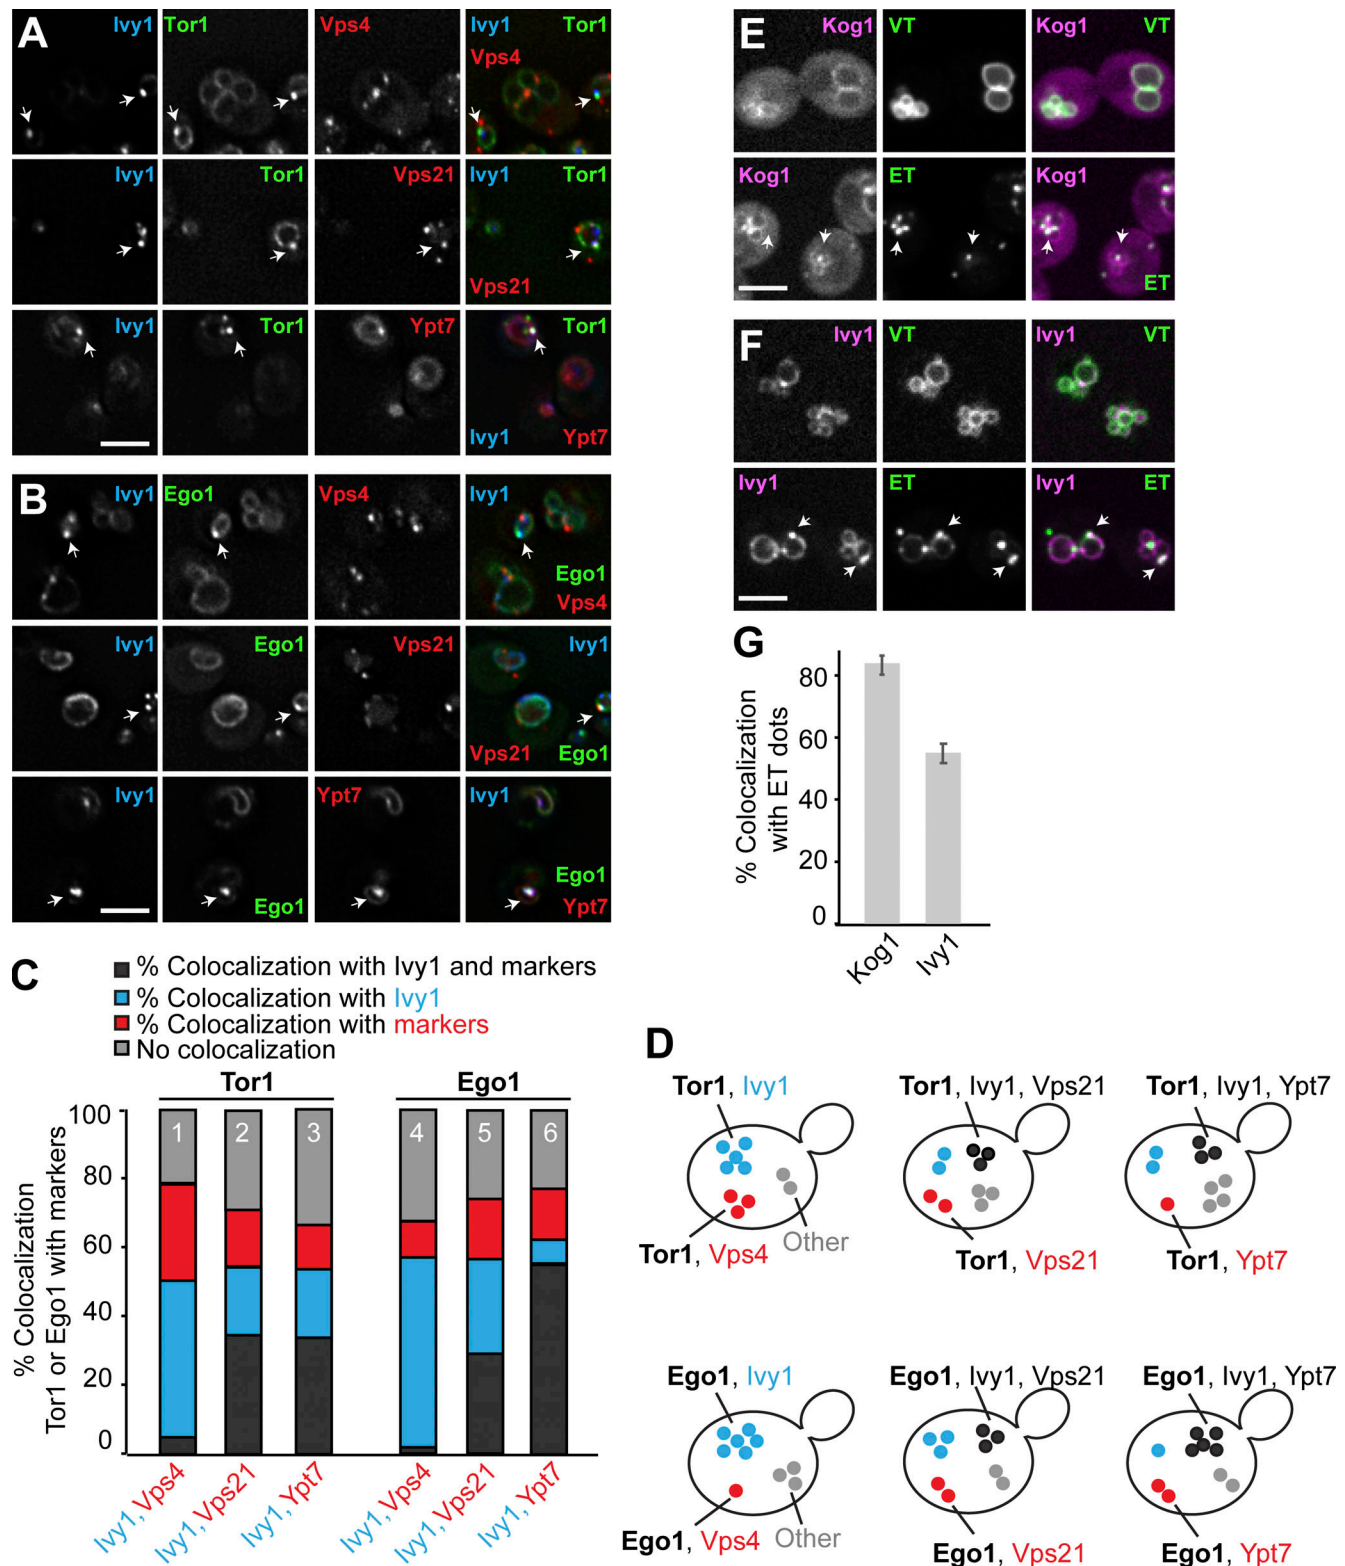 A
Ivy1
Tor1
Vps4
Ivy1 Tor1
Vps4
Ivy1
Tor1
Vps21
Ivy1 Tor1
Vps21
Ivy1
Tor1
Ypt7
Tor1
Ivy1 Ypt7
B
Ivy1
Ego1
Vps4
Ivy1
Ego1
Vps4
Ivy1
Ego1
Vps21
Ivy1
Vps21 Ego1
Ivy1
Ego1
Ypt7
Ivy1
Ego1
Ypt7
C
% Colocalization with Ivy1 and markers
% Colocalization with Ivy1
% Colocalization with markers
No colocalization
Tor1
Ego1
% Colocalization
Tor1 or Ego1 with markers
100
80
60
40
20
0
1
2
3
4
5
6
Ivy1, Vps4
Ivy1, Vps21
Ivy1, Ypt7
Ivy1, Vps4
Ivy1, Vps21
Ivy1, Ypt7
D
Tor1, Ivy1
Tor1, Vps4
Other
Tor1, Ivy1, Vps21
Tor1, Vps21
Tor1, Ivy1, Ypt7
Tor1, Ypt7
Ego1, Ivy1
Ego1, Vps4
Other
Ego1, Ivy1, Vps21
Ego1, Vps21
Ego1, Ivy1, Ypt7
Ego1, Ypt7
E
Kog1
VT
Kog1 VT
Kog1
ET
Kog1
ET
F
Ivy1
VT
Ivy1 VT
Ivy1
ET
Ivy1 ET
G
% Colocalization
with ET dots
80
60
40
20
0
Kog1
Ivy1